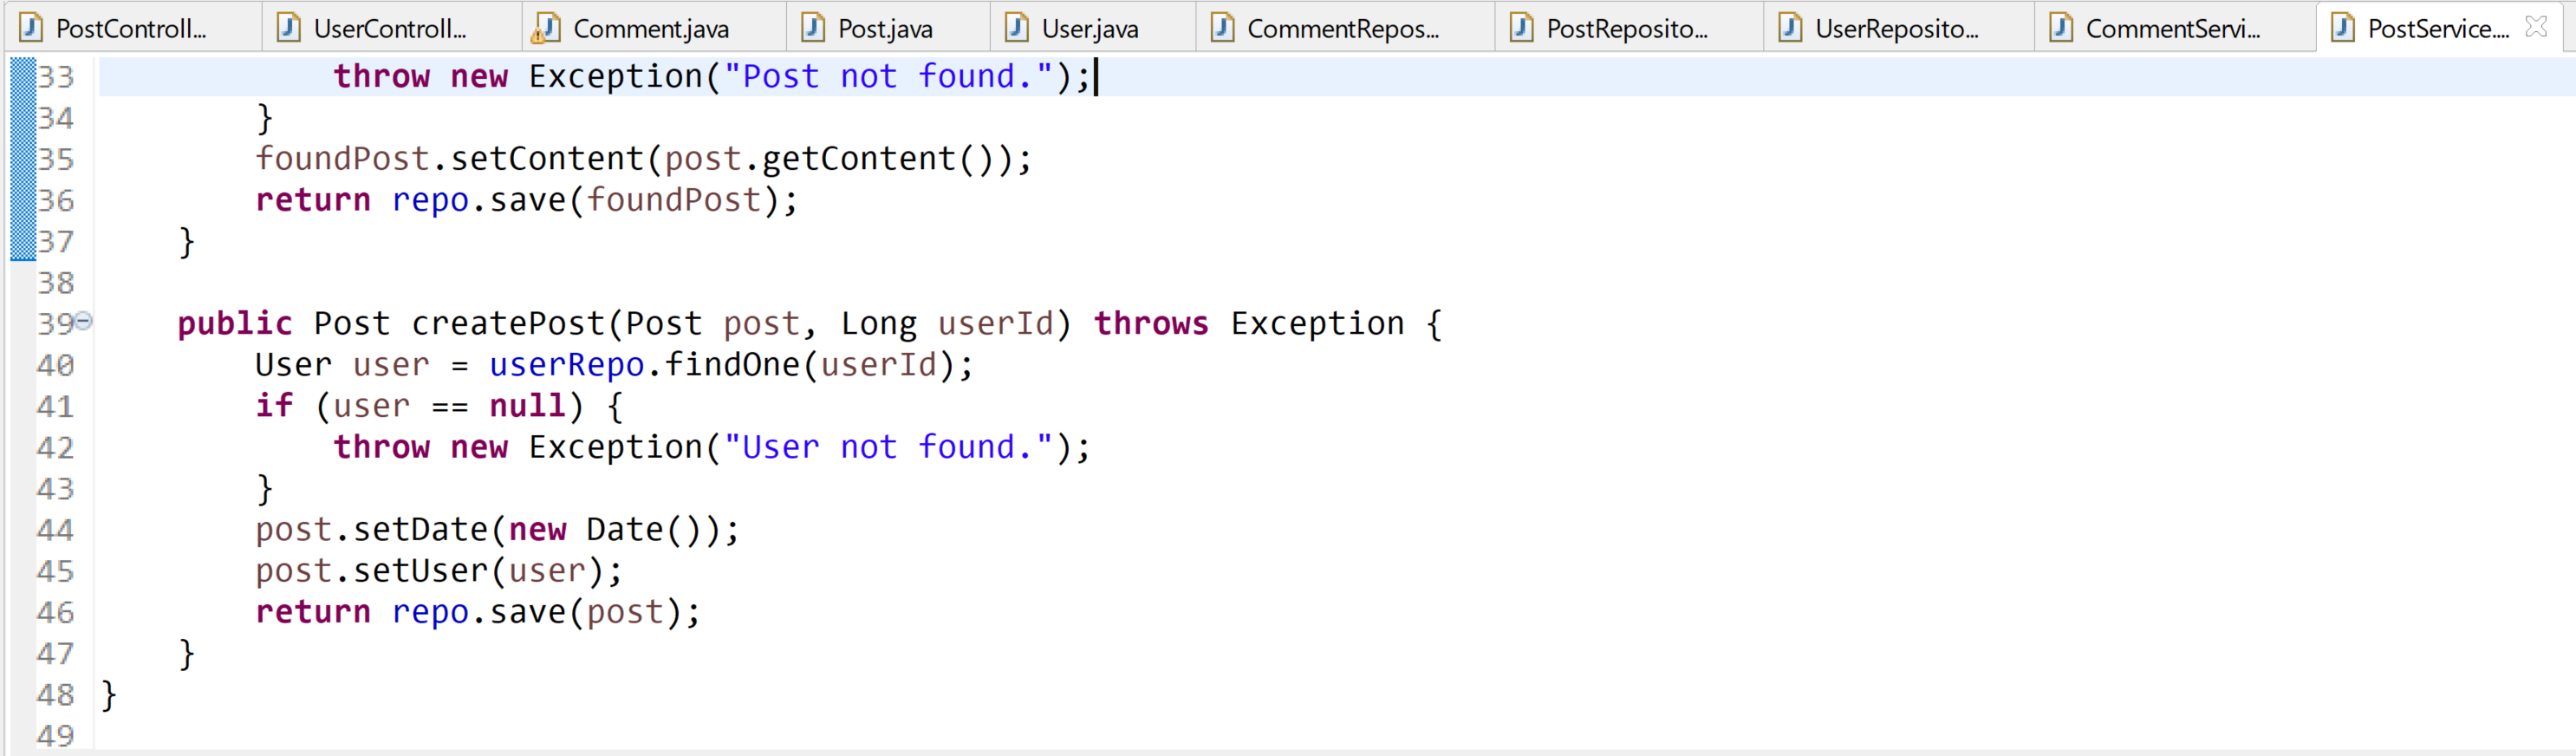 PostControll... UserControll... Comment.java Post.java User.java CommentRepos... PostReposito... UserReposito... CommentServi... PostService....
33 throw new Exception("Post not found.");
34 }
35 foundPost.setContent(post.getContent());
36 return repo.save(foundPost);
37 }
38
39 public Post createPost(Post post, Long userId) throws Exception {
40 User user = userRepo.findOne(userId);
41 if (user == null) {
42 throw new Exception("User not found.");
43 }
44 post.setDate(new Date());
45 post.setUser(user);
46 return repo.save(post);
47 }
48 }
49